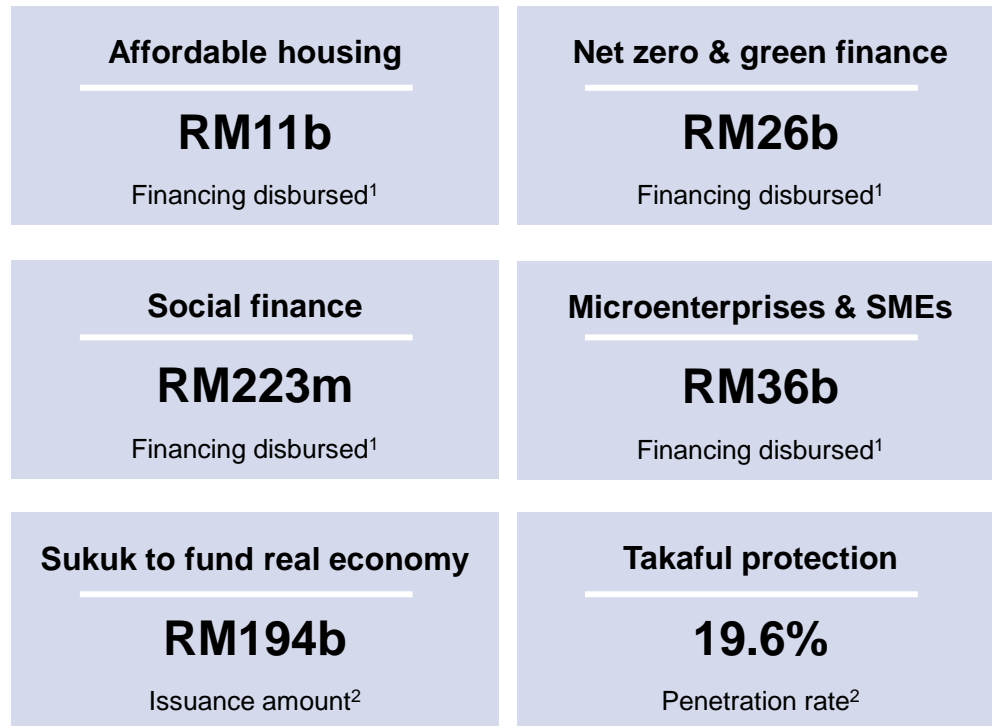 Affordable housing
RM11b
Financing disbursed¹
Net zero & green finance
RM26b
Financing disbursed¹
Social finance
RM223m
Financing disbursed¹
Microenterprises & SMEs
RM36b
Financing disbursed¹
Sukuk to fund real economy
RM194b
Issuance amount²
Takaful protection
19.6%
Penetration rate²